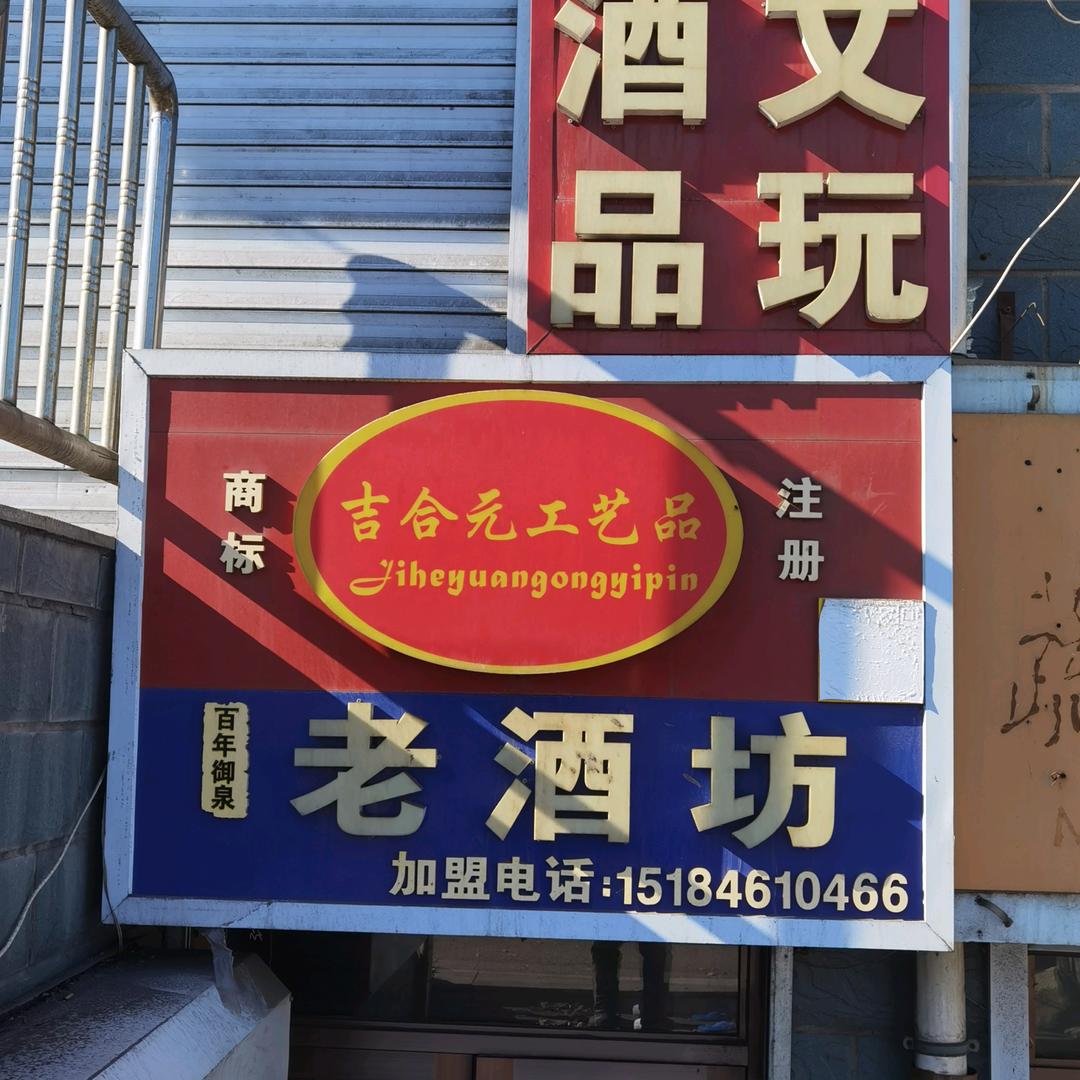 酒品
文玩
商标
吉合元工艺品
Jiheyuangongyipin
注册
百年御泉
老酒坊
加盟电话:15184610466